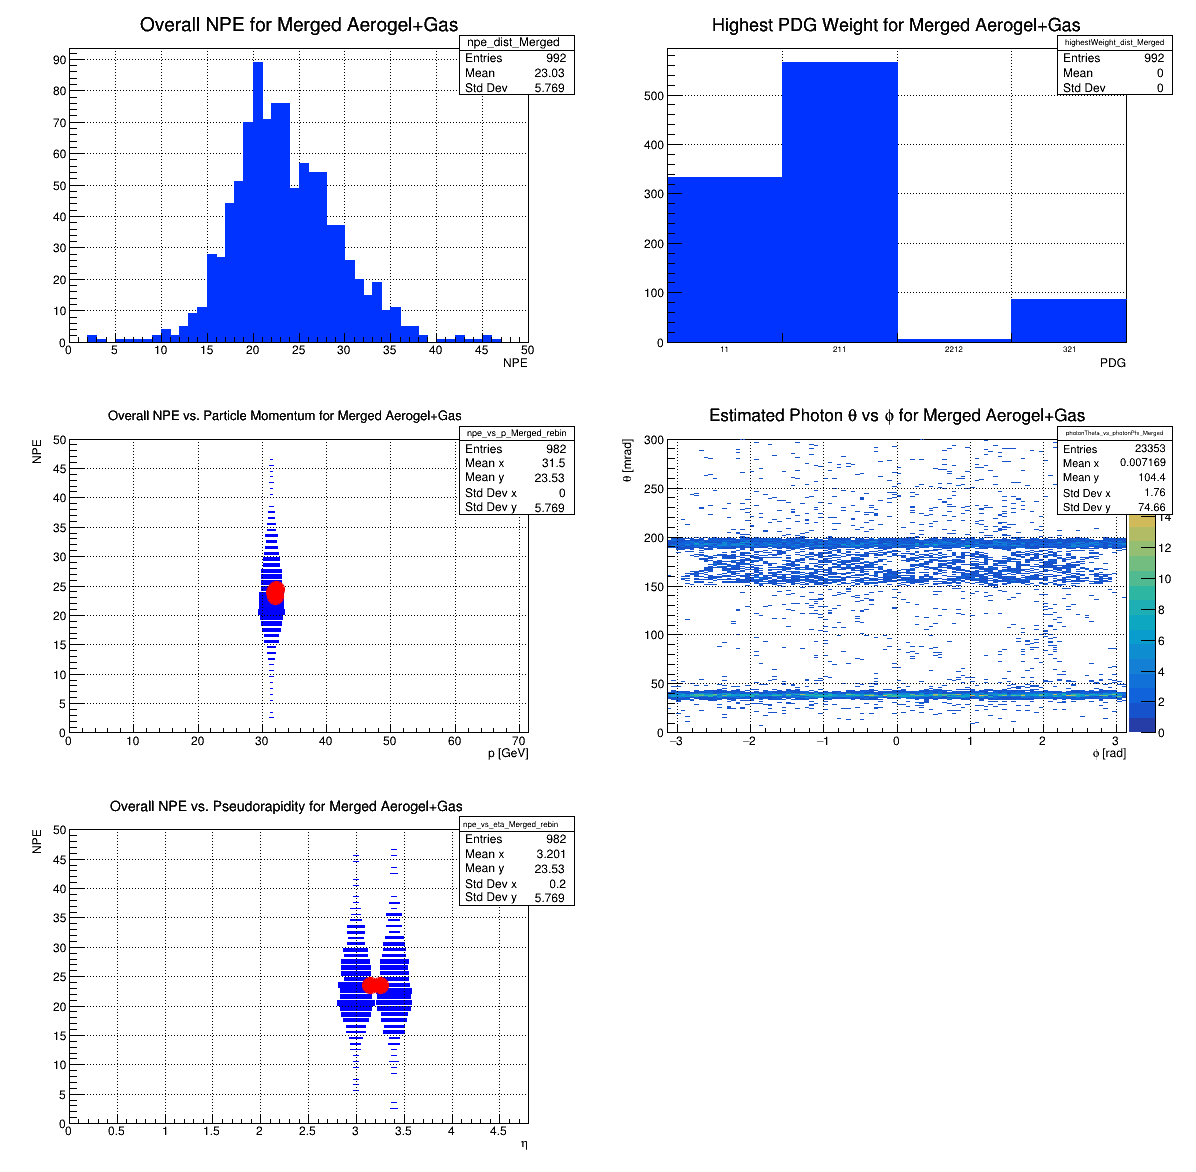 Overall NPE for Merged Aerogel+Gas
npe_dist_Merged
Entries 992
Mean 23.03
Std Dev 5.769
90
80
70
60
50
40
30
20
10
0
0 5 10 15 20 25 30 35 40 45 50
NPE
Highest PDG Weight for Merged Aerogel+Gas
highestWeight_dist_Merged
Entries 992
Mean 0
Std Dev 0
500
400
300
200
100
0
11 211 2212 321
PDG
Overall NPE vs. Particle Momentum for Merged Aerogel+Gas
NPE
npe_vs_p_Merged_rebin
Entries 982
Mean x 31.5
Mean y 23.53
Std Dev x 0
Std Dev y 5.769
50
45
40
35
30
25
20
15
10
5
0
0 10 20 30 40 50 60 70
p [GeV]
Estimated Photon θ vs ϕ for Merged Aerogel+Gas
θ [mrad]
photonTheta_vs_photonPhi_Merged
Entries 23353
Mean x 0.007169
Mean y 104.4
Std Dev x 1.76
Std Dev y 74.66
300
250
200
150
100
50
0
−3 −2 −1 0 1 2 3
ϕ [rad]
14
12
10
8
6
4
2
0
Overall NPE vs. Pseudorapidity for Merged Aerogel+Gas
NPE
npe_vs_eta_Merged_rebin
Entries 982
Mean x 3.201
Mean y 23.53
Std Dev x 0.2
Std Dev y 5.769
50
45
40
35
30
25
20
15
10
5
0
0 0.5 1 1.5 2 2.5 3 3.5 4 4.5
η